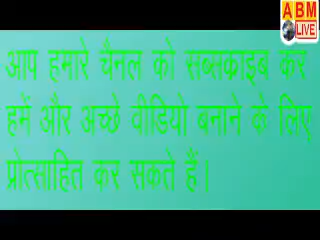 ABM
LIVE
आप हमारे चैनल को सब्सक्राइब कर
हमें और अच्छे वीडियो बनाने के लिए
प्रोत्साहित कर सकते हैं।